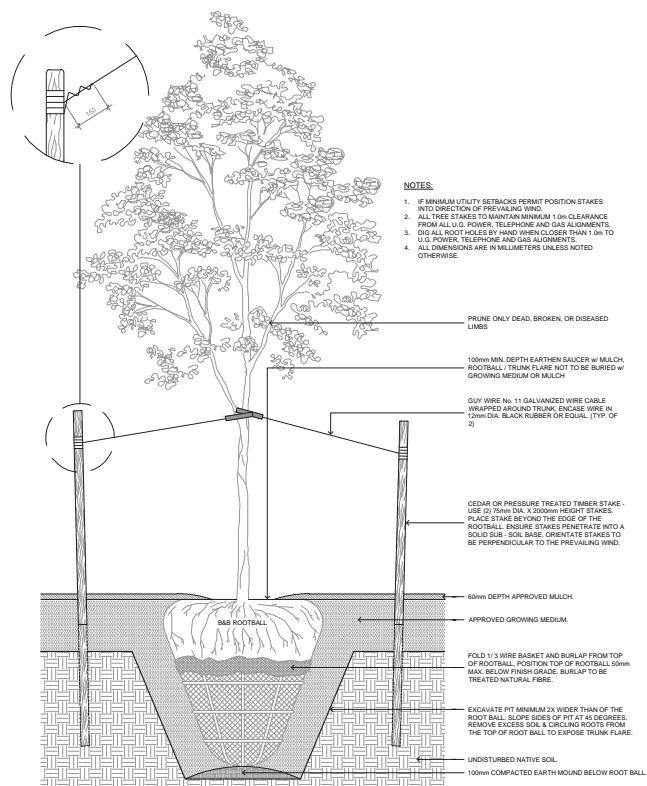 150
NOTES:
1. IF MINIMUM UTILITY SETBACKS PERMIT POSITION STAKES
INTO DIRECTION OF PREVAILING WIND.
2. ALL TREE STAKES TO MAINTAIN MINIMUM 1.0m CLEARANCE
FROM ALL U.G. POWER, TELEPHONE AND GAS ALIGNMENTS.
3. DIG ALL ROOT HOLES BY HAND WHEN CLOSER THAN 1.0m TO
U.G. POWER, TELEPHONE AND GAS ALIGNMENTS.
4. ALL DIMENSIONS ARE IN MILLIMETERS UNLESS NOTED
OTHERWISE.
PRUNE ONLY DEAD, BROKEN, OR DISEASED
LIMBS
100mm MIN. DEPTH EARTHEN SAUCER w/ MULCH,
ROOTBALL / TRUNK FLARE NOT TO BE BURIED w/
GROWING MEDIUM OR MULCH
GUY WIRE No. 11 GALVANIZED WIRE CABLE
WRAPPED AROUND TRUNK, ENCASE WIRE IN
12mm DIA. BLACK RUBBER OR EQUAL. (TYP. OF
2)
CEDAR OR PRESSURE TREATED TIMBER STAKE -
USE (2) 75mm DIA. X 2000mm HEIGHT STAKES.
PLACE STAKE BEYOND THE EDGE OF THE
ROOTBALL. ENSURE STAKES PENETRATE INTO A
SOLID SUB - SOIL BASE. ORIENTATE STAKES TO
BE PERPENDICULAR TO THE PREVAILING WIND.
60mm DEPTH APPROVED MULCH.
B&B ROOTBALL
APPROVED GROWING MEDIUM.
FOLD 1/ 3 WIRE BASKET AND BURLAP FROM TOP
OF ROOTBALL, POSITION TOP OF ROOTBALL 50mm
MAX. BELOW FINISH GRADE. BURLAP TO BE
TREATED NATURAL FIBRE.
EXCAVATE PIT MINIMUM 2X WIDER THAN OF THE
ROOT BALL. SLOPE SIDES OF PIT AT 45 DEGREES.
REMOVE EXCESS SOIL & CIRCLING ROOTS FROM
THE TOP OF ROOT BALL TO EXPOSE TRUNK FLARE.
UNDISTURBED NATIVE SOIL.
100mm COMPACTED EARTH MOUND BELOW ROOT BALL.